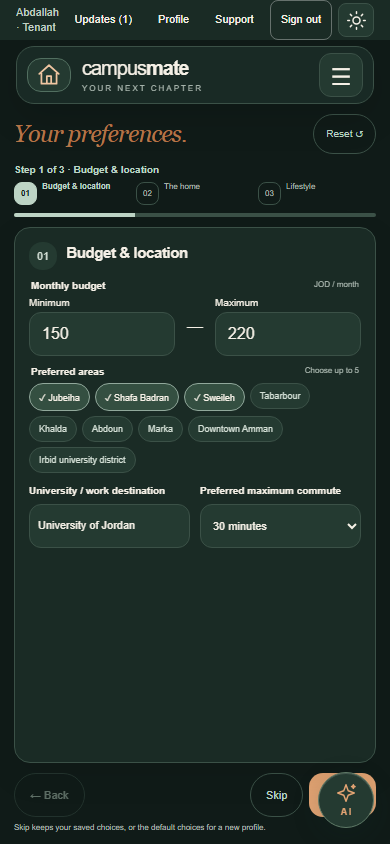 Abdallah
· Tenant
Updates (1)
Profile
Support
Sign out
campusmate
YOUR NEXT CHAPTER
Your preferences.
Reset ↺
Step 1 of 3 · Budget & location
01 Budget & location
02 The home
03 Lifestyle
01 Budget & location
Monthly budget
JOD / month
Minimum
Maximum
150 — 220
Preferred areas
Choose up to 5
✓ Jubeiha
✓ Shafa Badran
✓ Sweileh
Tabarbour
Khalda
Abdoun
Marka
Downtown Amman
Irbid university district
University / work destination
Preferred maximum commute
University of Jordan
30 minutes
← Back
Skip
AI
Skip keeps your saved choices, or the default choices for a new profile.